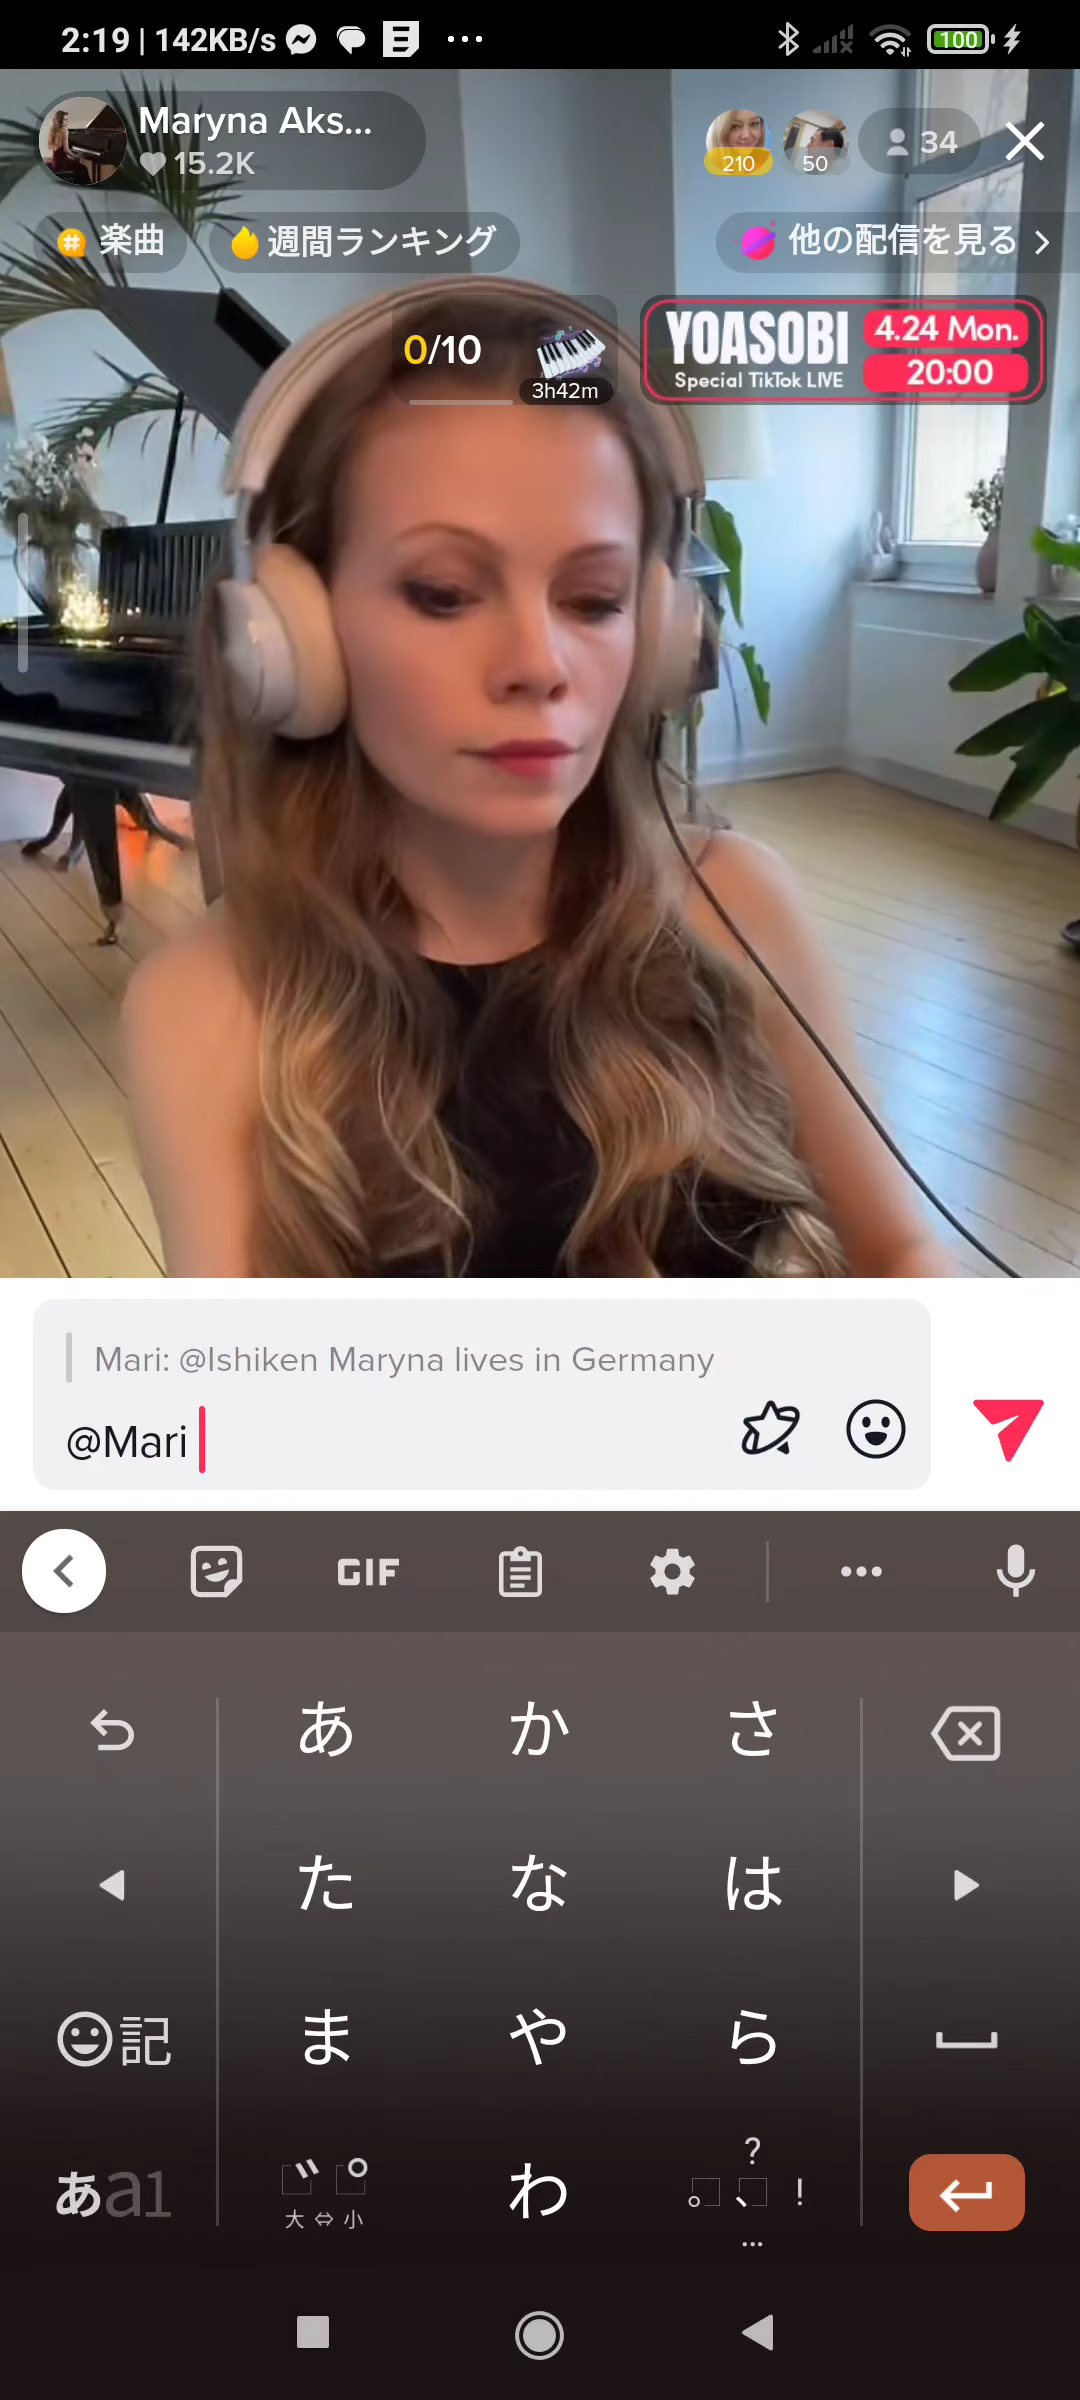 2:19 | 142KB/s
100
Maryna Aks...
15.2K
210
50
34
楽曲
週間ランキング
他の配信を見る
0/10
3h42m
YOASOBI
Special TikTok LIVE
4.24 Mon.
20:00
Mari: @Ishiken Maryna lives in Germany
@Mari
GIF
あ か さ
た な は
記 ま や ら
あa1 大⇔小 わ 。、?!…